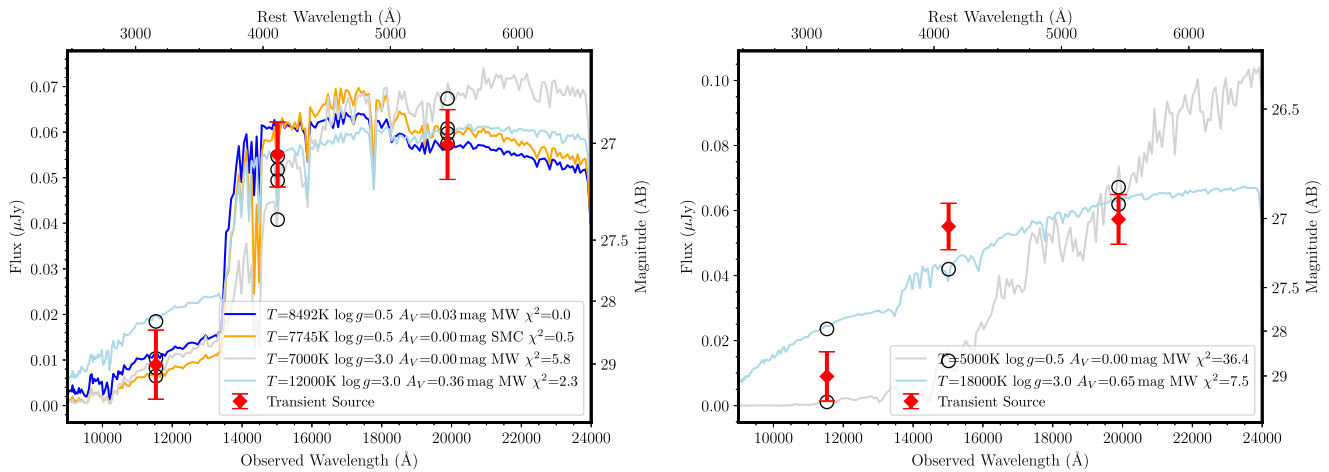 Rest Wavelength (Å)
3000 4000 5000 6000
0.07
0.06
0.05
0.04
0.03
0.02
0.01
0.00
Flux (μJy)
27
27.5
28
29
Magnitude (AB)
T=8492K log g=0.5 A_V=0.03 mag MW χ²=0.0
T=7745K log g=0.5 A_V=0.00 mag SMC χ²=0.5
T=7000K log g=3.0 A_V=0.00 mag MW χ²=5.8
T=12000K log g=3.0 A_V=0.36 mag MW χ²=2.3
Transient Source
10000 12000 14000 16000 18000 20000 22000 24000
Observed Wavelength (Å)
Rest Wavelength (Å)
3000 4000 5000 6000
0.10
0.08
0.06
0.04
0.02
0.00
Flux (μJy)
26.5
27
27.5
28
29
Magnitude (AB)
T=5000K log g=0.5 A_V=0.00 mag MW χ²=36.4
T=18000K log g=3.0 A_V=0.65 mag MW χ²=7.5
Transient Source
10000 12000 14000 16000 18000 20000 22000 24000
Observed Wavelength (Å)